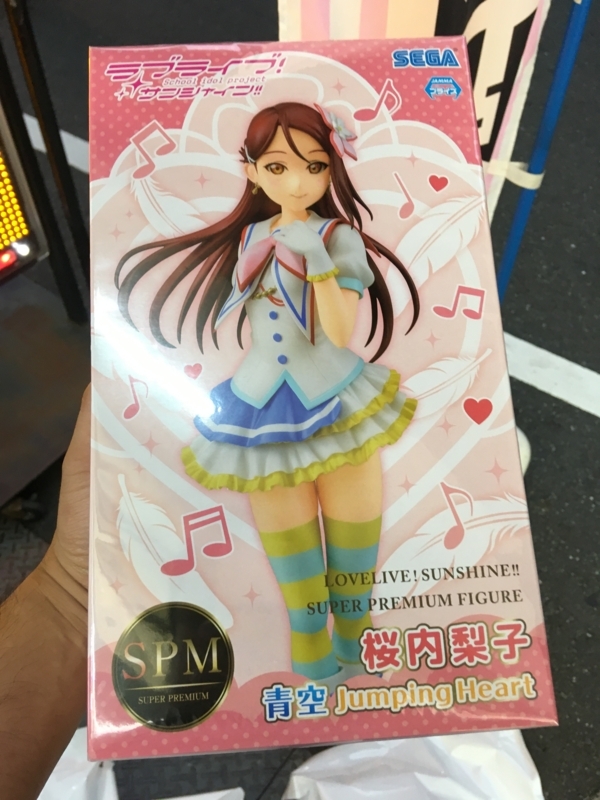 ラブライブ!
School idol project
サンシャイン!!
SEGA
JAMMA
プライズ
LOVELIVE! SUNSHINE!!
SUPER PREMIUM FIGURE
桜内梨子
青空 Jumping Heart
SPM
SUPER PREMIUM